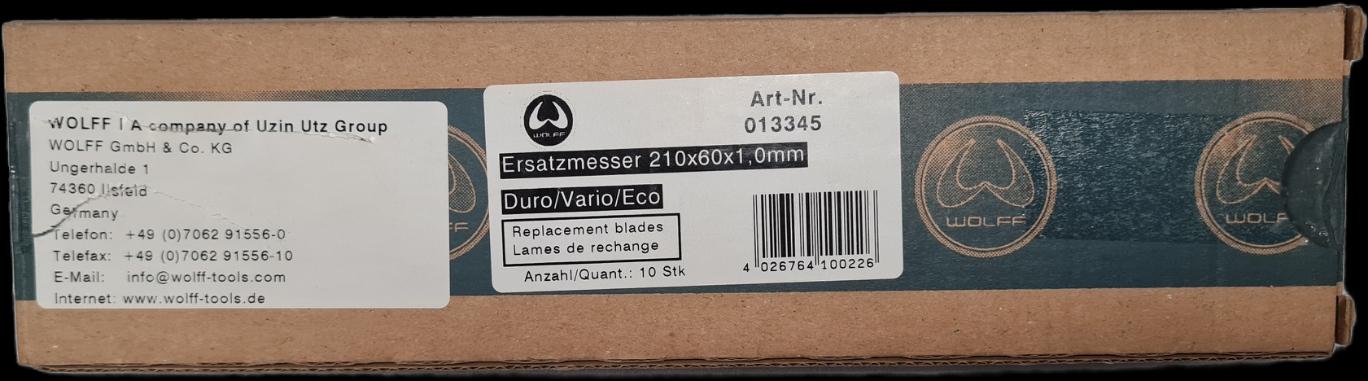 WOLFF | A company of Uzin Utz Group
WOLFF GmbH & Co. KG
Ungerhalde 1
74360 Ilsfeld
Germany
Telefon: +49 (0)7062 91556-0
Telefax: +49 (0)7062 91556-10
E-Mail: info@wolff-tools.com
Internet: www.wolff-tools.de
FF
WOLFF
Art-Nr.
013345
Ersatzmesser 210x60x1,0mm
Duro/Vario/Eco
Replacement blades
Lames de rechange
Anzahl/Quant.: 10 Stk
4 026764 100226
WOLFF
WOLFF